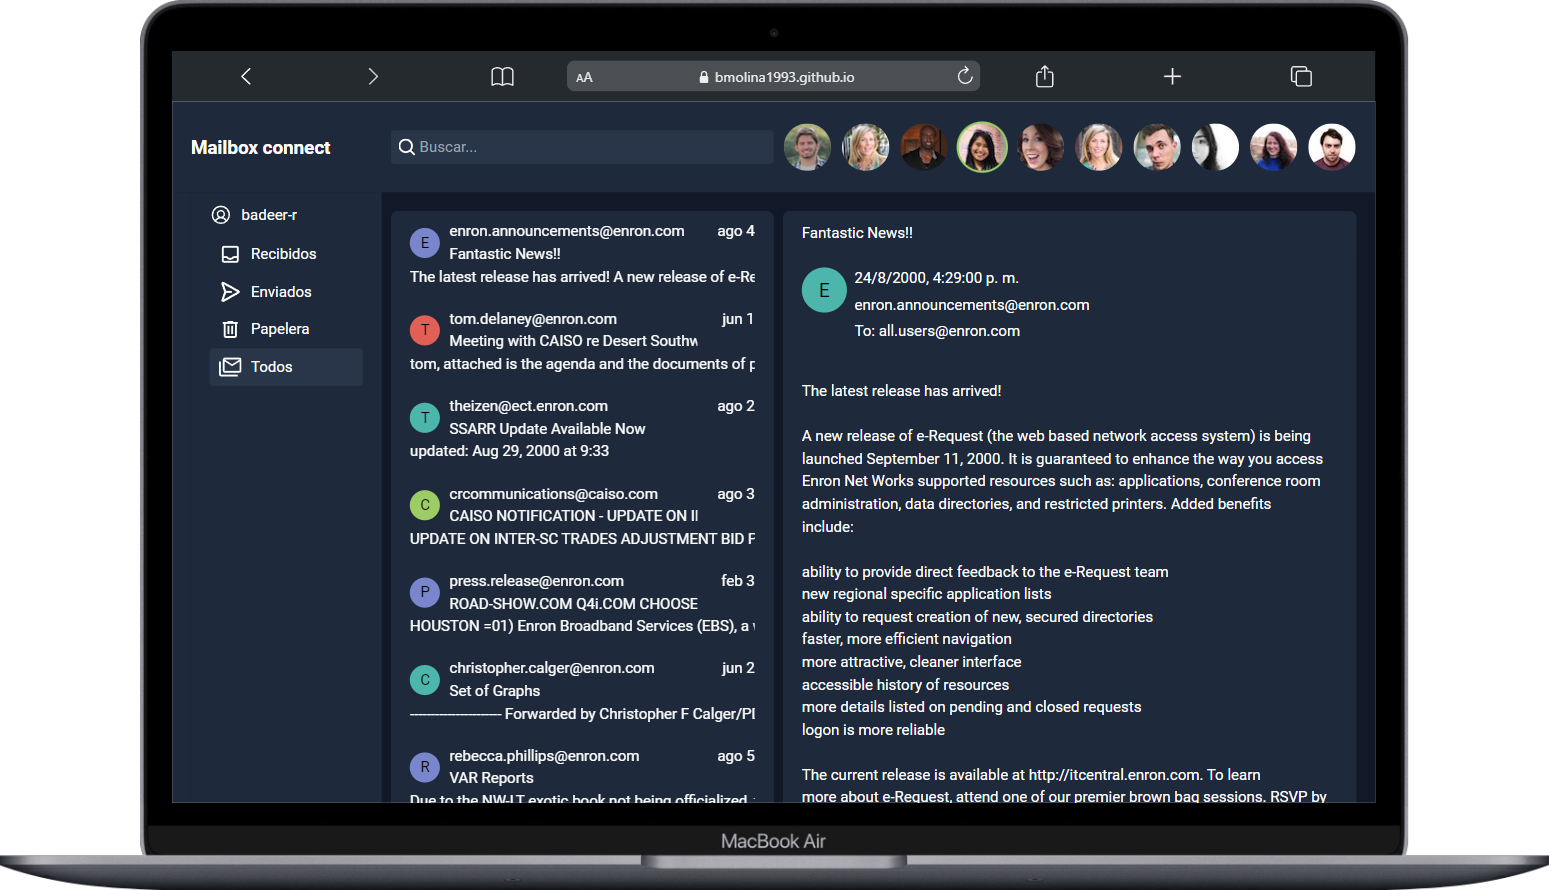 AA
bmolina1993.github.io
Mailbox connect
Buscar...
badeer-r
Recibidos
Enviados
Papelera
Todos
E
enron.announcements@enron.com
ago 4
Fantastic News!!
The latest release has arrived! A new release of e-Re
T
tom.delaney@enron.com
jun 1
Meeting with CAISO re Desert Southw
tom, attached is the agenda and the documents of p
T
theizen@ect.enron.com
ago 2
SSARR Update Available Now
updated: Aug 29, 2000 at 9:33
C
crcommunications@caiso.com
ago 3
CAISO NOTIFICATION - UPDATE ON
UPDATE ON INTER-SC TRADES ADJUSTMENT BID
P
press.release@enron.com
feb 3
ROAD-SHOW.COM Q4i.COM CHOOSE
HOUSTON =01) Enron Broadband Services (EBS), a
C
christopher.calger@enron.com
jun 2
Set of Graphs
---------------------- Forwarded by Christopher F Calger/
R
rebecca.phillips@enron.com
ago 5
VAR Reports
Due to the NW-LT exotic book not being officialized
Fantastic News!!
E
24/8/2000, 4:29:00 p. m.
enron.announcements@enron.com
To: all.users@enron.com
The latest release has arrived!
A new release of e-Request (the web based network access system) is being
launched September 11, 2000. It is guaranteed to enhance the way you access
Enron Net Works supported resources such as: applications, conference room
administration, data directories, and restricted printers. Added benefits
include:
ability to provide direct feedback to the e-Request team
new regional specific application lists
ability to request creation of new, secured directories
faster, more efficient navigation
more attractive, cleaner interface
accessible history of resources
more details listed on pending and closed requests
logon is more reliable
The current release is available at http://itcentral.enron.com. To learn
more about e-Request, attend one of our premier brown bag sessions. RSVP by
MacBook Air